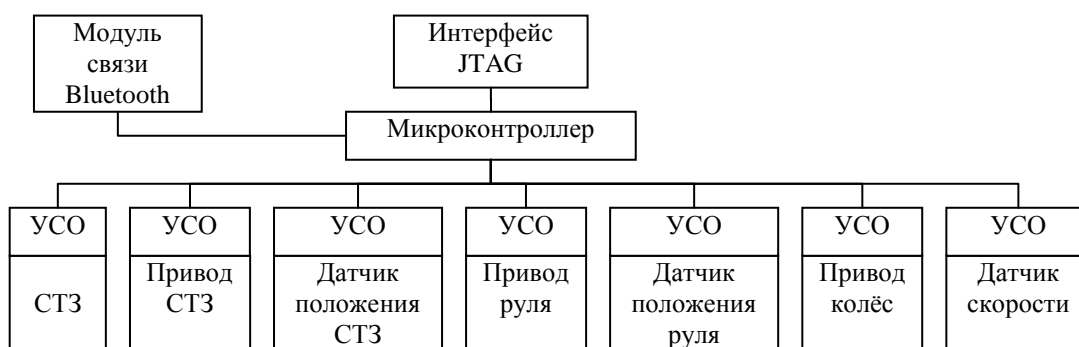 Модуль
связи
Bluetooth
Интерфейс
JTAG
Микроконтроллер
УСО
СТЗ
УСО
Привод
СТЗ
УСО
Датчик
положения
СТЗ
УСО
Привод
руля
УСО
Датчик
положения
руля
УСО
Привод
колёс
УСО
Датчик
скорости